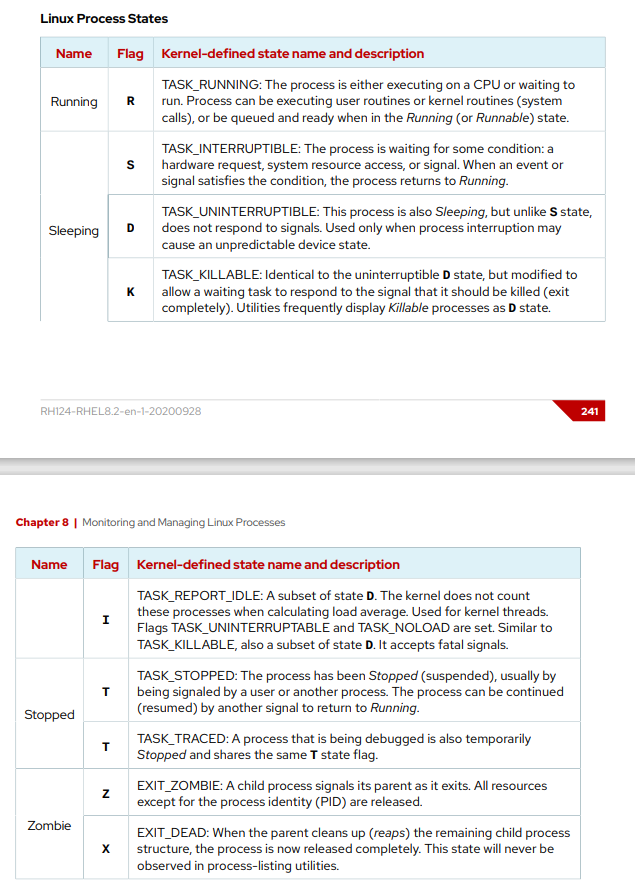 Linux Process States
Name Flag Kernel-defined state name and description
Running R TASK_RUNNING: The process is either executing on a CPU or waiting to
run. Process can be executing user routines or kernel routines (system
calls), or be queued and ready when in the Running (or Runnable) state.
Sleeping S TASK_INTERRUPTIBLE: The process is waiting for some condition: a
hardware request, system resource access, or signal. When an event or
signal satisfies the condition, the process returns to Running.
D TASK_UNINTERRUPTIBLE: This process is also Sleeping, but unlike S state,
does not respond to signals. Used only when process interruption may
cause an unpredictable device state.
K TASK_KILLABLE: Identical to the uninterruptible D state, but modified to
allow a waiting task to respond to the signal that it should be killed (exit
completely). Utilities frequently display Killable processes as D state.
RH124-RHEL8.2-en-1-20200928 241
Chapter 8 | Monitoring and Managing Linux Processes
Name Flag Kernel-defined state name and description
I TASK_REPORT_IDLE: A subset of state D. The kernel does not count
these processes when calculating load average. Used for kernel threads.
Flags TASK_UNINTERRUPTABLE and TASK_NOLOAD are set. Similar to
TASK_KILLABLE, also a subset of state D. It accepts fatal signals.
Stopped T TASK_STOPPED: The process has been Stopped (suspended), usually by
being signaled by a user or another process. The process can be continued
(resumed) by another signal to return to Running.
T TASK_TRACED: A process that is being debugged is also temporarily
Stopped and shares the same T state flag.
Zombie Z EXIT_ZOMBIE: A child process signals its parent as it exits. All resources
except for the process identity (PID) are released.
X EXIT_DEAD: When the parent cleans up (reaps) the remaining child process
structure, the process is now released completely. This state will never be
observed in process-listing utilities.